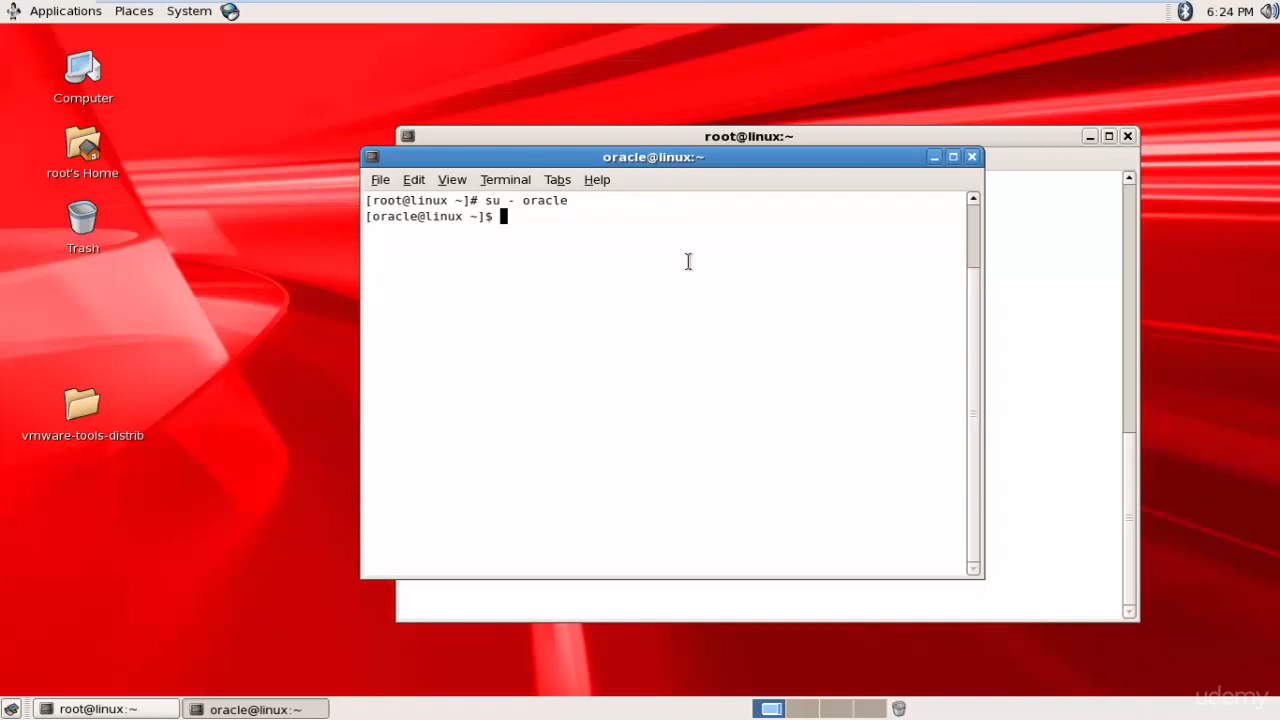 Applications Places System 6:24 PM
Computer
root's Home
Trash
vmware-tools-distrib
root@linux:~
oracle@linux:~
File Edit View Terminal Tabs Help
[root@linux ~]# su - oracle
[oracle@linux ~]$
root@linux:~ oracle@linux:~
udemy